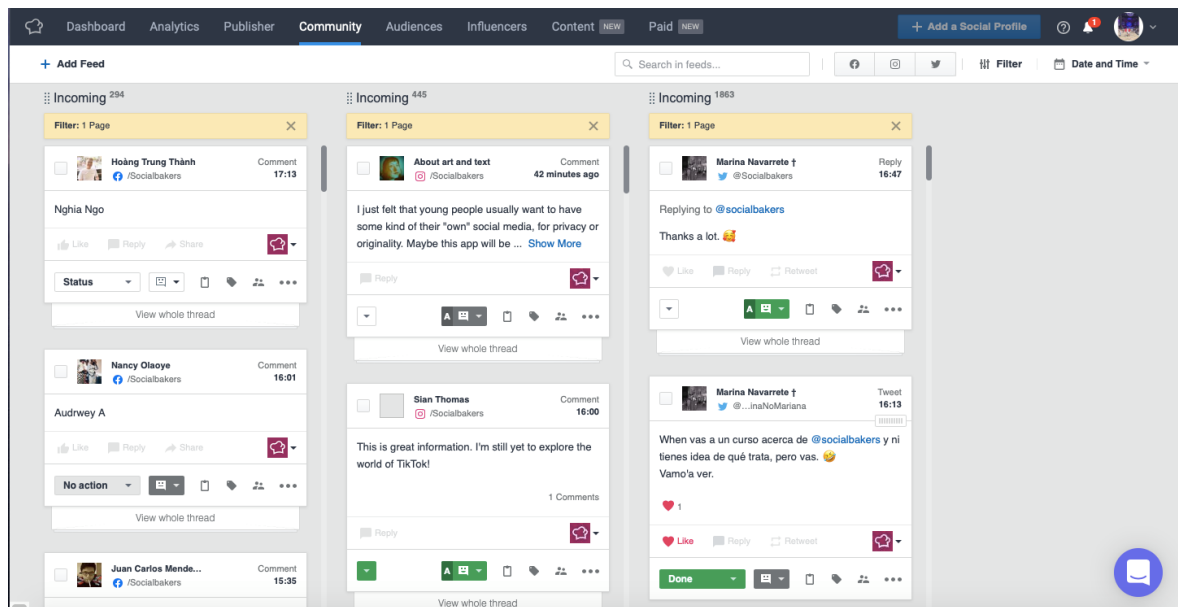 Dashboard Analytics Publisher Community Audiences Influencers Content NEW Paid NEW + Add a Social Profile 1
+ Add Feed Search in feeds... Filter Date and Time
Incoming 294
Filter: 1 Page
Hoàng Trung Thành Comment
/Socialbakers 17:13
Nghia Ngo
Like Reply Share
Status
View whole thread
Nancy Olaoye Comment
/Socialbakers 16:01
Audrwey A
Like Reply Share
No action
View whole thread
Juan Carlos Mende... Comment
/Socialbakers 15:35
Incoming 445
Filter: 1 Page
About art and text Comment
/Socialbakers 42 minutes ago
I just felt that young people usually want to have
some kind of their "own" social media, for privacy or
originality. Maybe this app will be ... Show More
Reply
A
View whole thread
Sian Thomas Comment
/Socialbakers 16:00
This is great information. I'm still yet to explore the
world of TikTok!
1 Comments
Reply
A
View whole thread
Incoming 1863
Filter: 1 Page
Marina Navarrete † Reply
@Socialbakers 16:47
Replying to @socialbakers
Thanks a lot. 🥰
Like Reply Retweet
A
View whole thread
Marina Navarrete † Tweet
@...inaNoMariana 16:13
When vas a un curso acerca de @socialbakers y ni
tienes idea de qué trata, pero vas. 🤣
Vamo'a ver.
1
Like Reply Retweet
Done